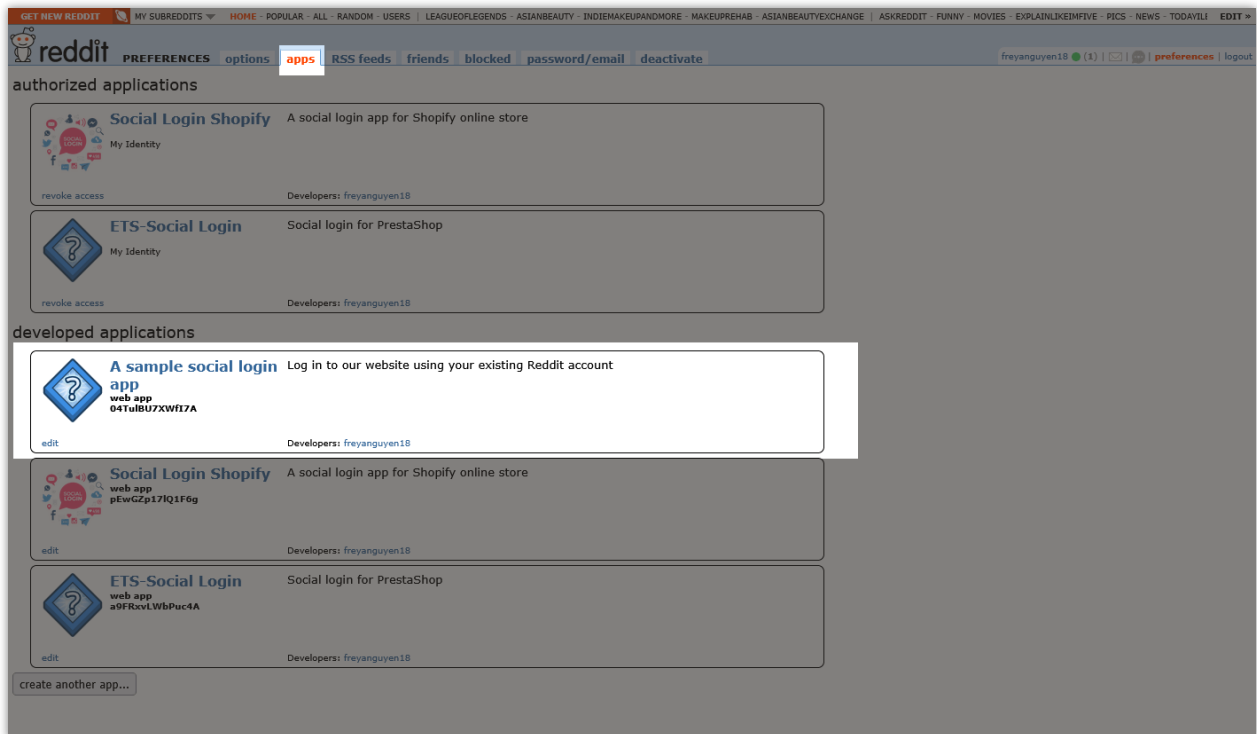 GET NEW REDDIT MY SUBREDDITS HOME - POPULAR - ALL - RANDOM - USERS | LEAGUEOFLEGENDS - ASIANBEAUTY - INDIEMAKEUPANDMORE - MAKEUPREHAB - ASIANBEAUTYEXCHANGE | ASKREDDIT - FUNNY - MOVIES - EXPLAINLIKEIMFIVE - PICS - NEWS - TODAYILI EDIT »
reddit PREFERENCES options apps RSS feeds friends blocked password/email deactivate freyanguyen18 (1) | | | preferences | logout
authorized applications
Social Login Shopify A social login app for Shopify online store
My Identity
revoke access Developers: freyanguyen18
ETS-Social Login Social login for PrestaShop
My Identity
revoke access Developers: freyanguyen18
developed applications
A sample social login Log in to our website using your existing Reddit account
app
web app
04TulBU7XWfI7A
edit Developers: freyanguyen18
Social Login Shopify A social login app for Shopify online store
web app
pEwGZp17lQ1F6g
edit Developers: freyanguyen18
ETS-Social Login Social login for PrestaShop
web app
a9FRxvLWbPuc4A
edit Developers: freyanguyen18
create another app...